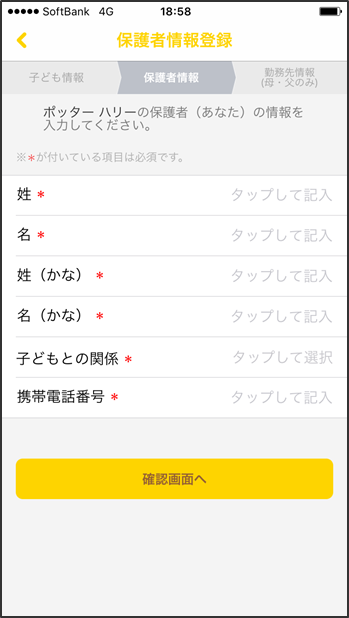 SoftBank 4G 18:58
保護者情報登録
子ども情報
保護者情報
勤務先情報
(母・父のみ)
ポッター ハリーの保護者（あなた）の情報を
入力してください。
※*が付いている項目は必須です。
姓 * タップして記入
名 * タップして記入
姓（かな） * タップして記入
名（かな） * タップして記入
子どもとの関係 * タップして選択
携帯電話番号 * タップして記入
確認画面へ